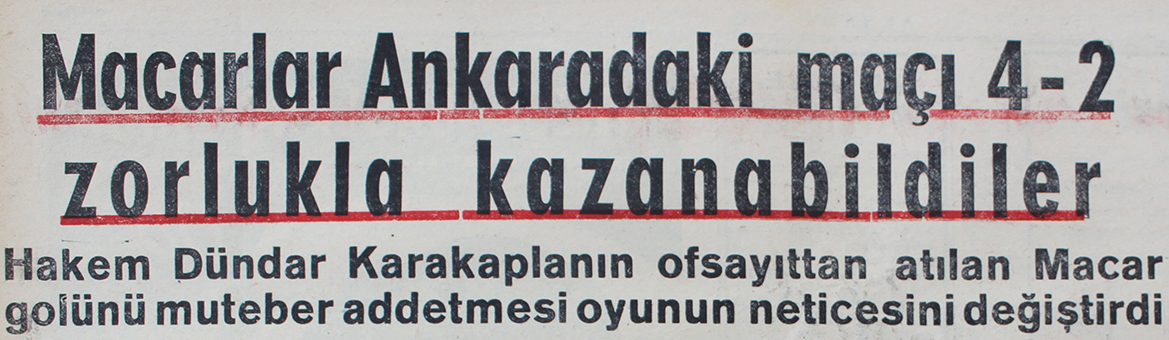 Macarlar Ankaradaki maçı 4-2
zorlukla kazanabildiler
Hakem Dündar Karakaplanın ofsayıttan atılan Macar
golünü muteber addetmesi oyunun neticesini değiştirdi